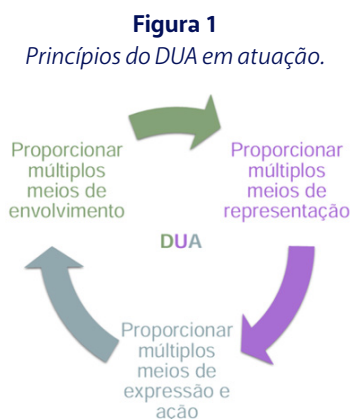 Figura 1
Princípios do DUA em atuação.
Proporcionar
múltiplos
meios de
envolvimento
Proporcionar
múltiplos
meios de
representação
DUA
Proporcionar
múltiplos
meios de
expressão e
ação